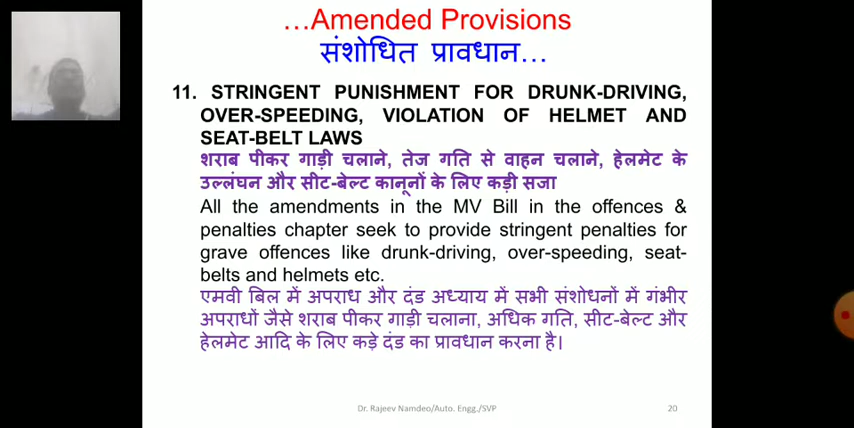 …Amended Provisions
संशोधित प्रावधान…
11. STRINGENT PUNISHMENT FOR DRUNK-DRIVING,
OVER-SPEEDING, VIOLATION OF HELMET AND
SEAT-BELT LAWS
शराब पीकर गाड़ी चलाने, तेज गति से वाहन चलाने, हेलमेट के
उल्लंघन और सीट-बेल्ट कानूनों के लिए कड़ी सजा
All the amendments in the MV Bill in the offences &
penalties chapter seek to provide stringent penalties for
grave offences like drunk-driving, over-speeding, seat-
belts and helmets etc.
एमवी बिल में अपराध और दंड अध्याय में सभी संशोधनों में गंभीर
अपराधों जैसे शराब पीकर गाड़ी चलाना, अधिक गति, सीट-बेल्ट और
हेलमेट आदि के लिए कड़े दंड का प्रावधान करना है।
Dr. Rajeev Namdeo/Auto. Engg./SVP
20